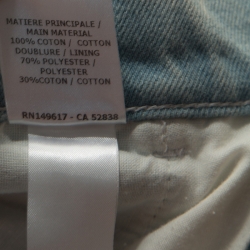 MATIERE PRINCIPALE /
MAIN MATERIAL
100% COTON / COTTON
DOUBLURE / LINING
70% POLYESTER /
POLYESTER
30%COTON / COTTON
RN149617 - CA 52838